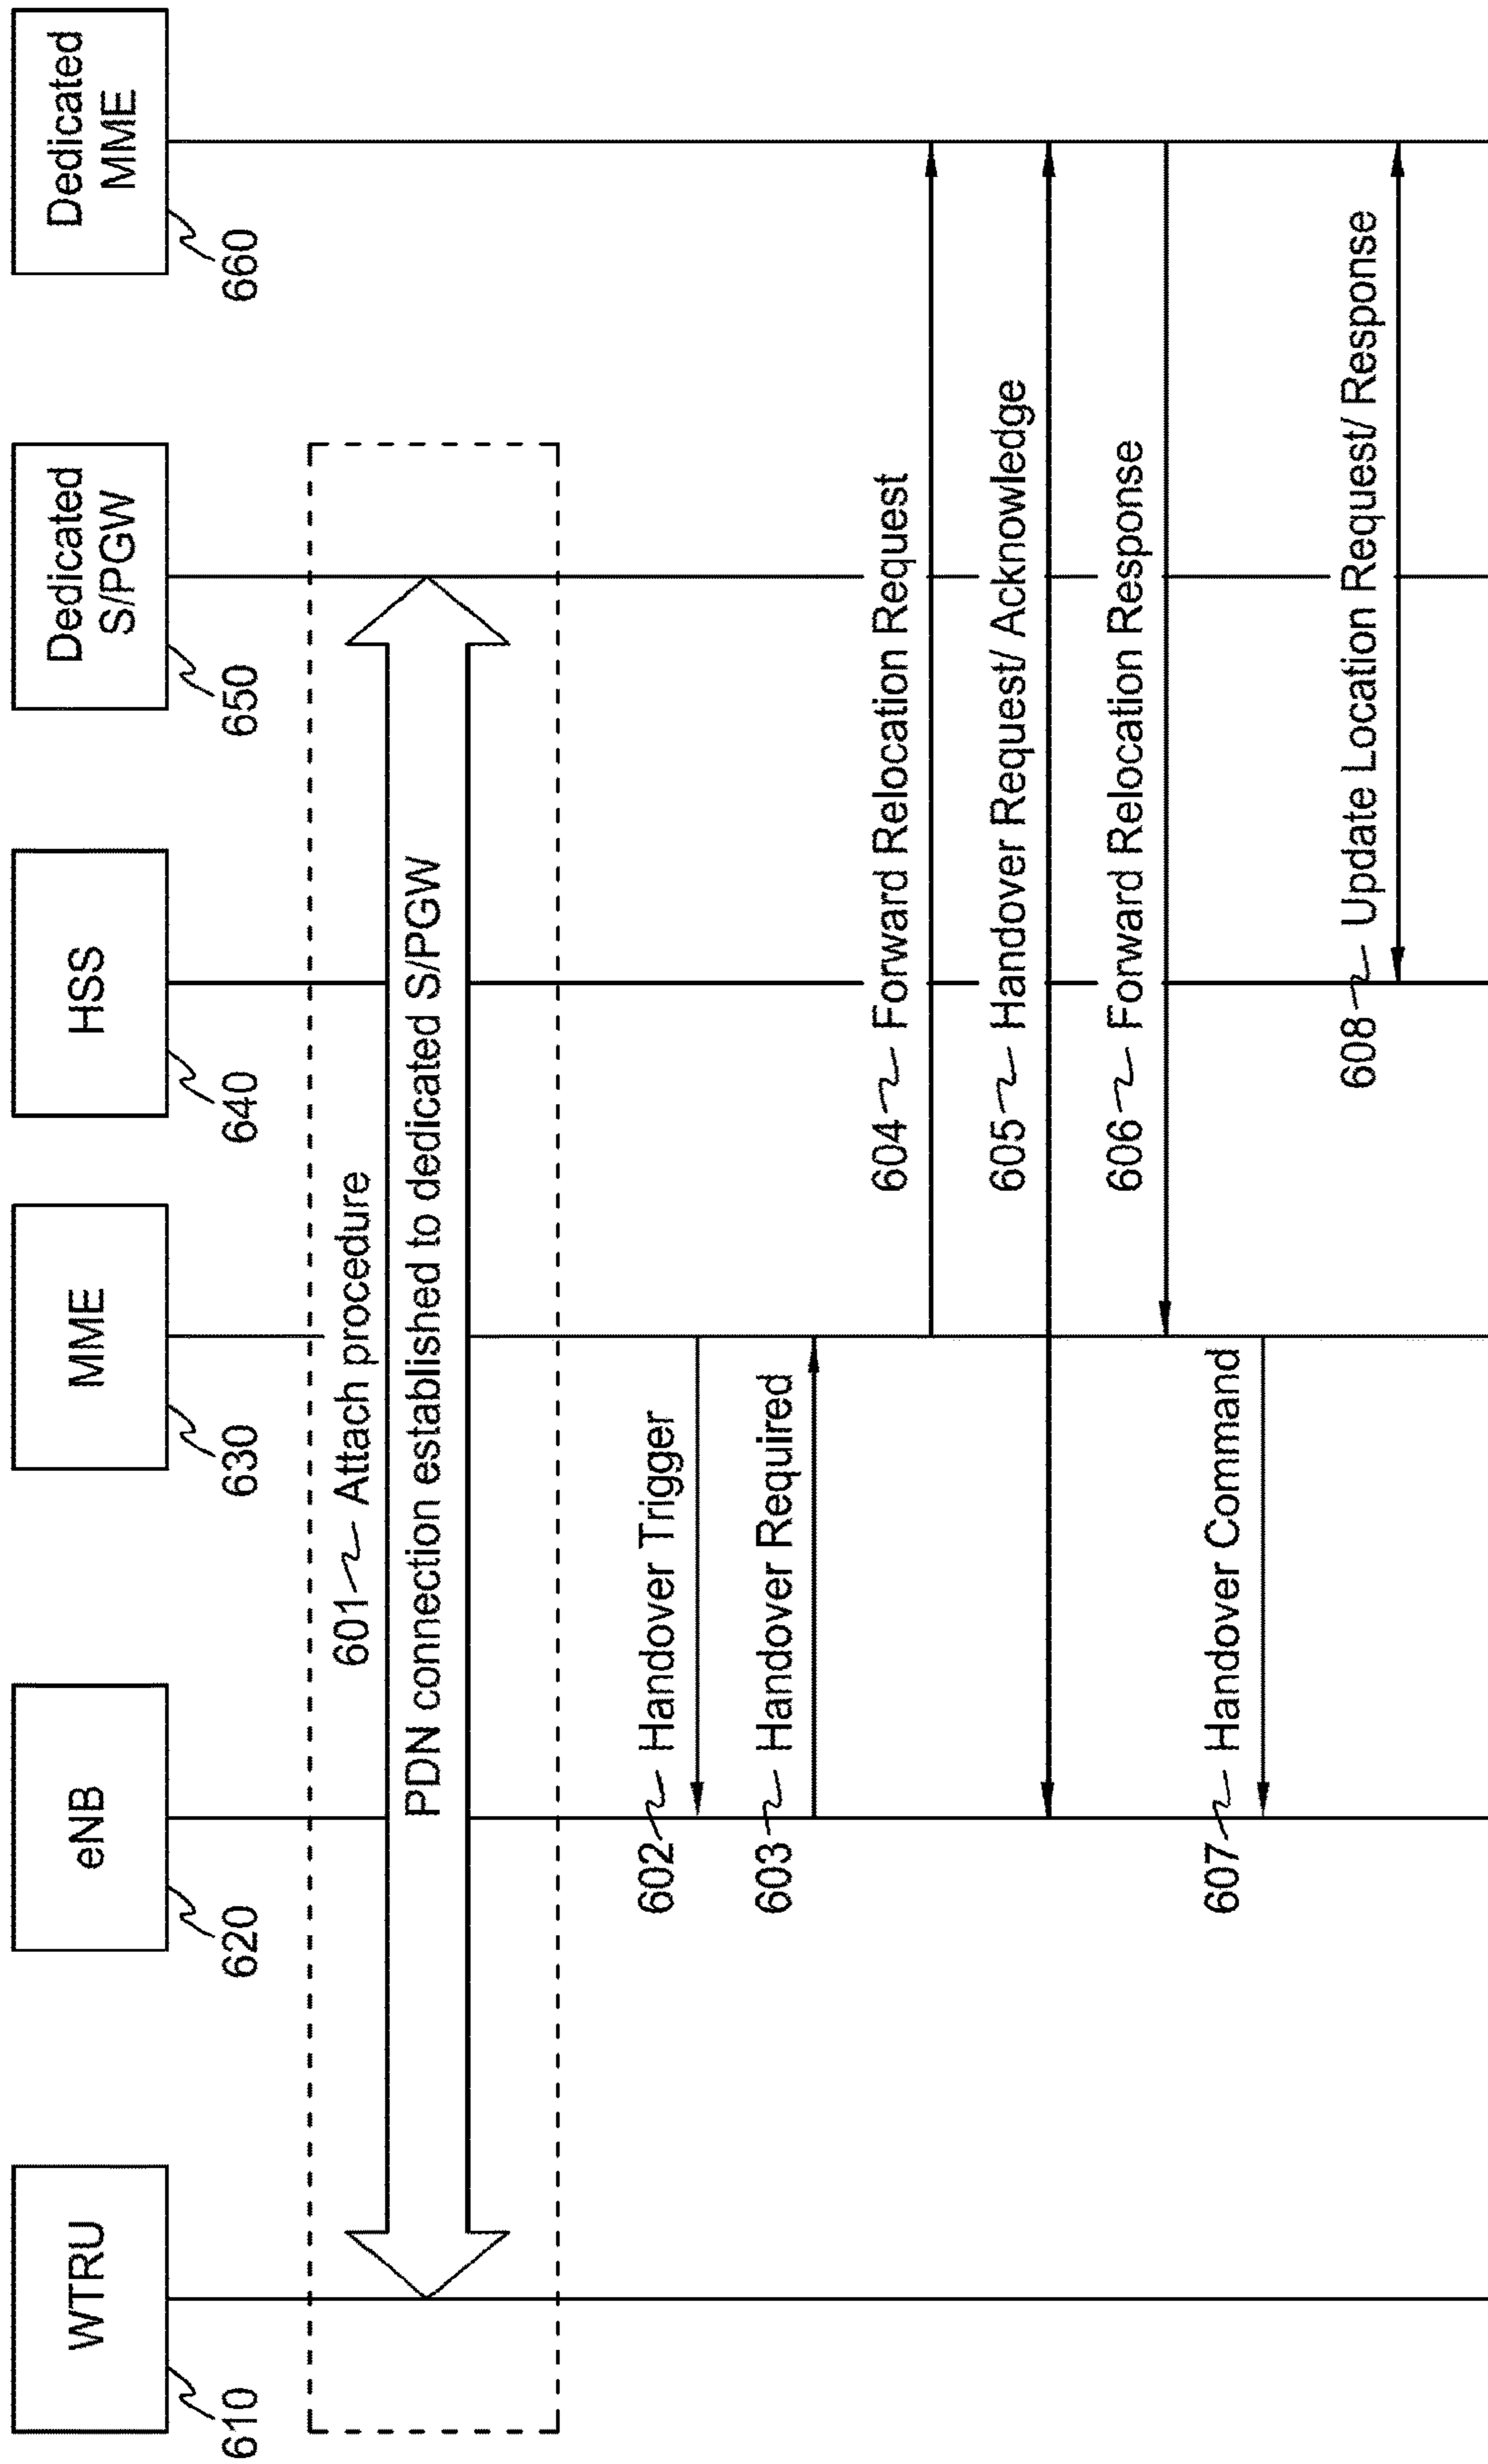 WTRU
610
eNB
620
MME
630
HSS
640
Dedicated
S/PGW
650
Dedicated
MME
660
601 Attach procedure
PDN connection established to dedicated S/PGW
602 Handover Trigger
603 Handover Required
604 Forward Relocation Request
605 Handover Request/ Acknowledge
606 Forward Relocation Response
607 Handover Command
608 Update Location Request/ Response